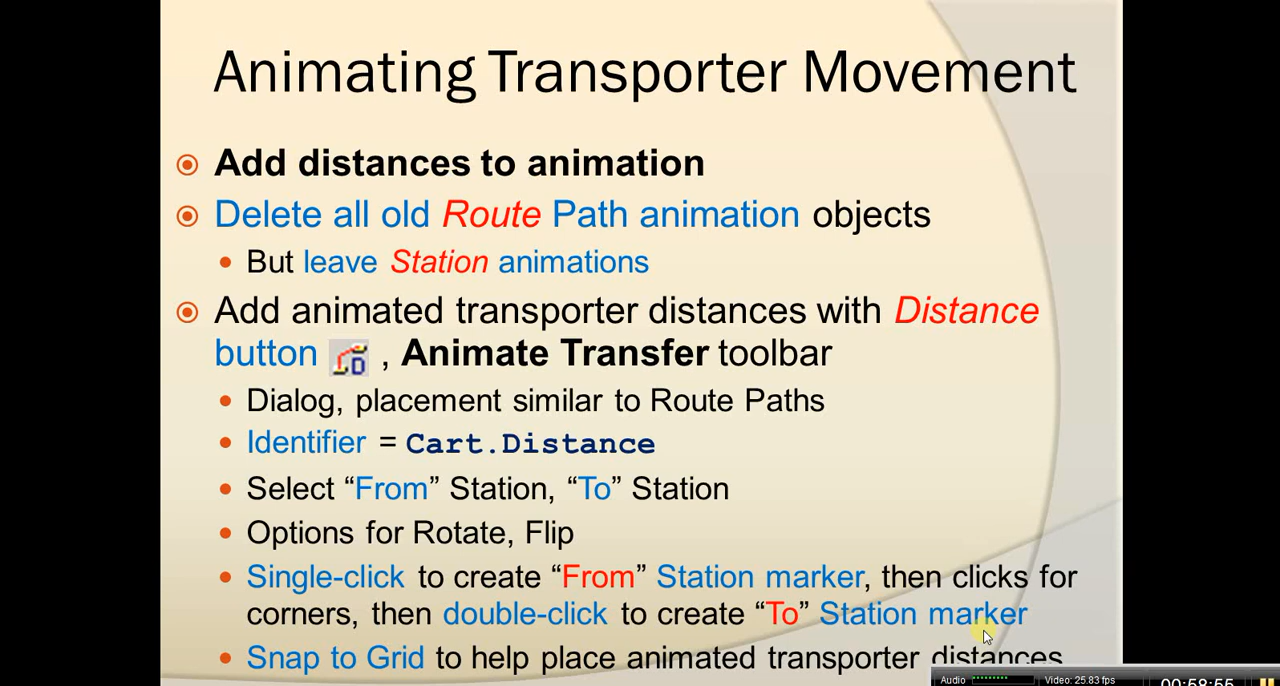 Animating Transporter Movement
Add distances to animation
Delete all old Route Path animation objects
But leave Station animations
Add animated transporter distances with Distance
button , Animate Transfer toolbar
Dialog, placement similar to Route Paths
Identifier = Cart.Distance
Select “From” Station, “To” Station
Options for Rotate, Flip
Single-click to create “From” Station marker, then clicks for
corners, then double-click to create “To” Station marker
Snap to Grid to help place animated transporter distances
Audio Video: 25.83 fps 00:58:55